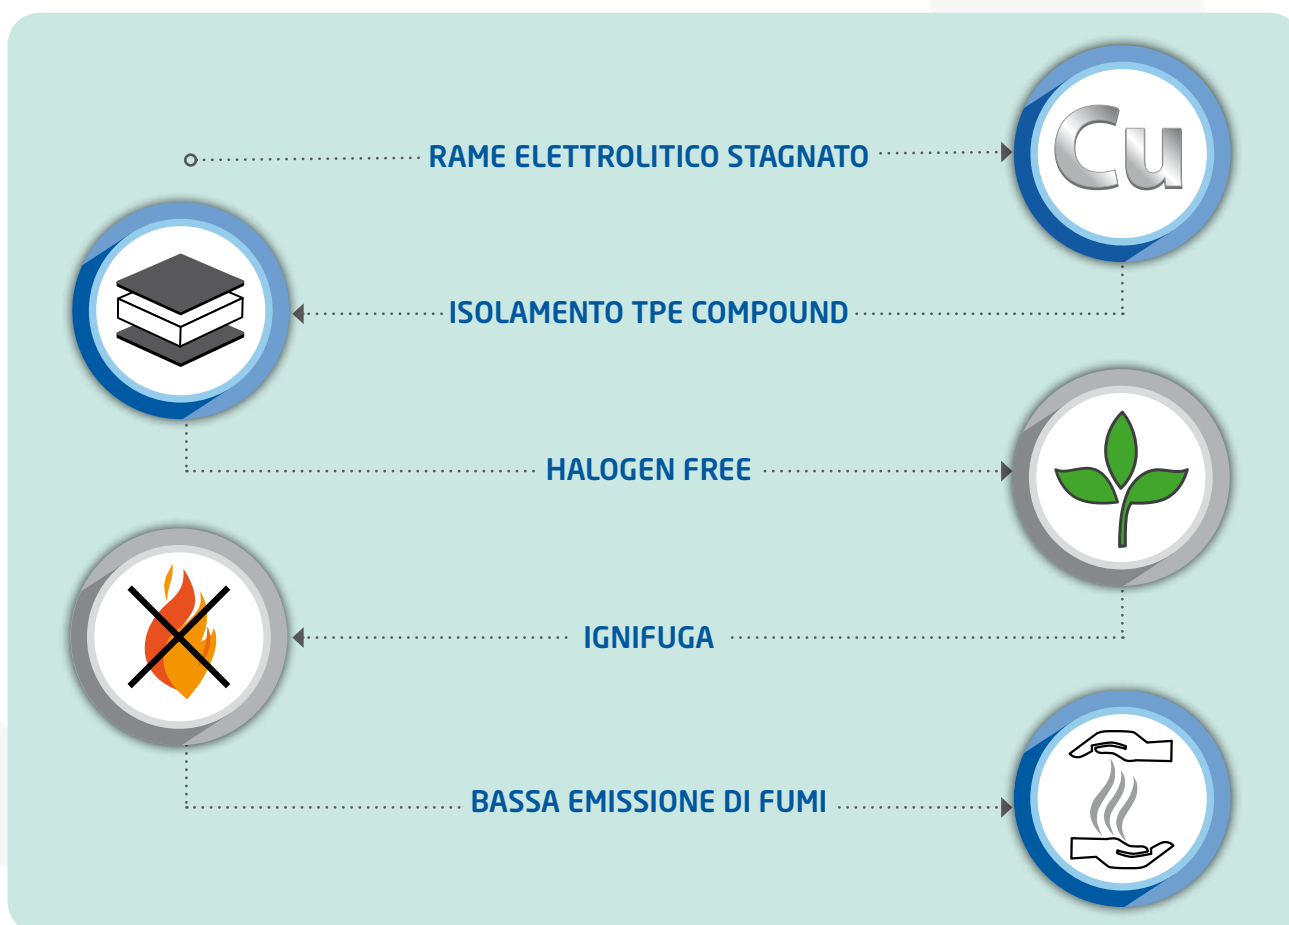 RAME ELETTROLITICO STAGNATO
Cu
ISOLAMENTO TPE COMPOUND
HALOGEN FREE
IGNIFUGA
BASSA EMISSIONE DI FUMI